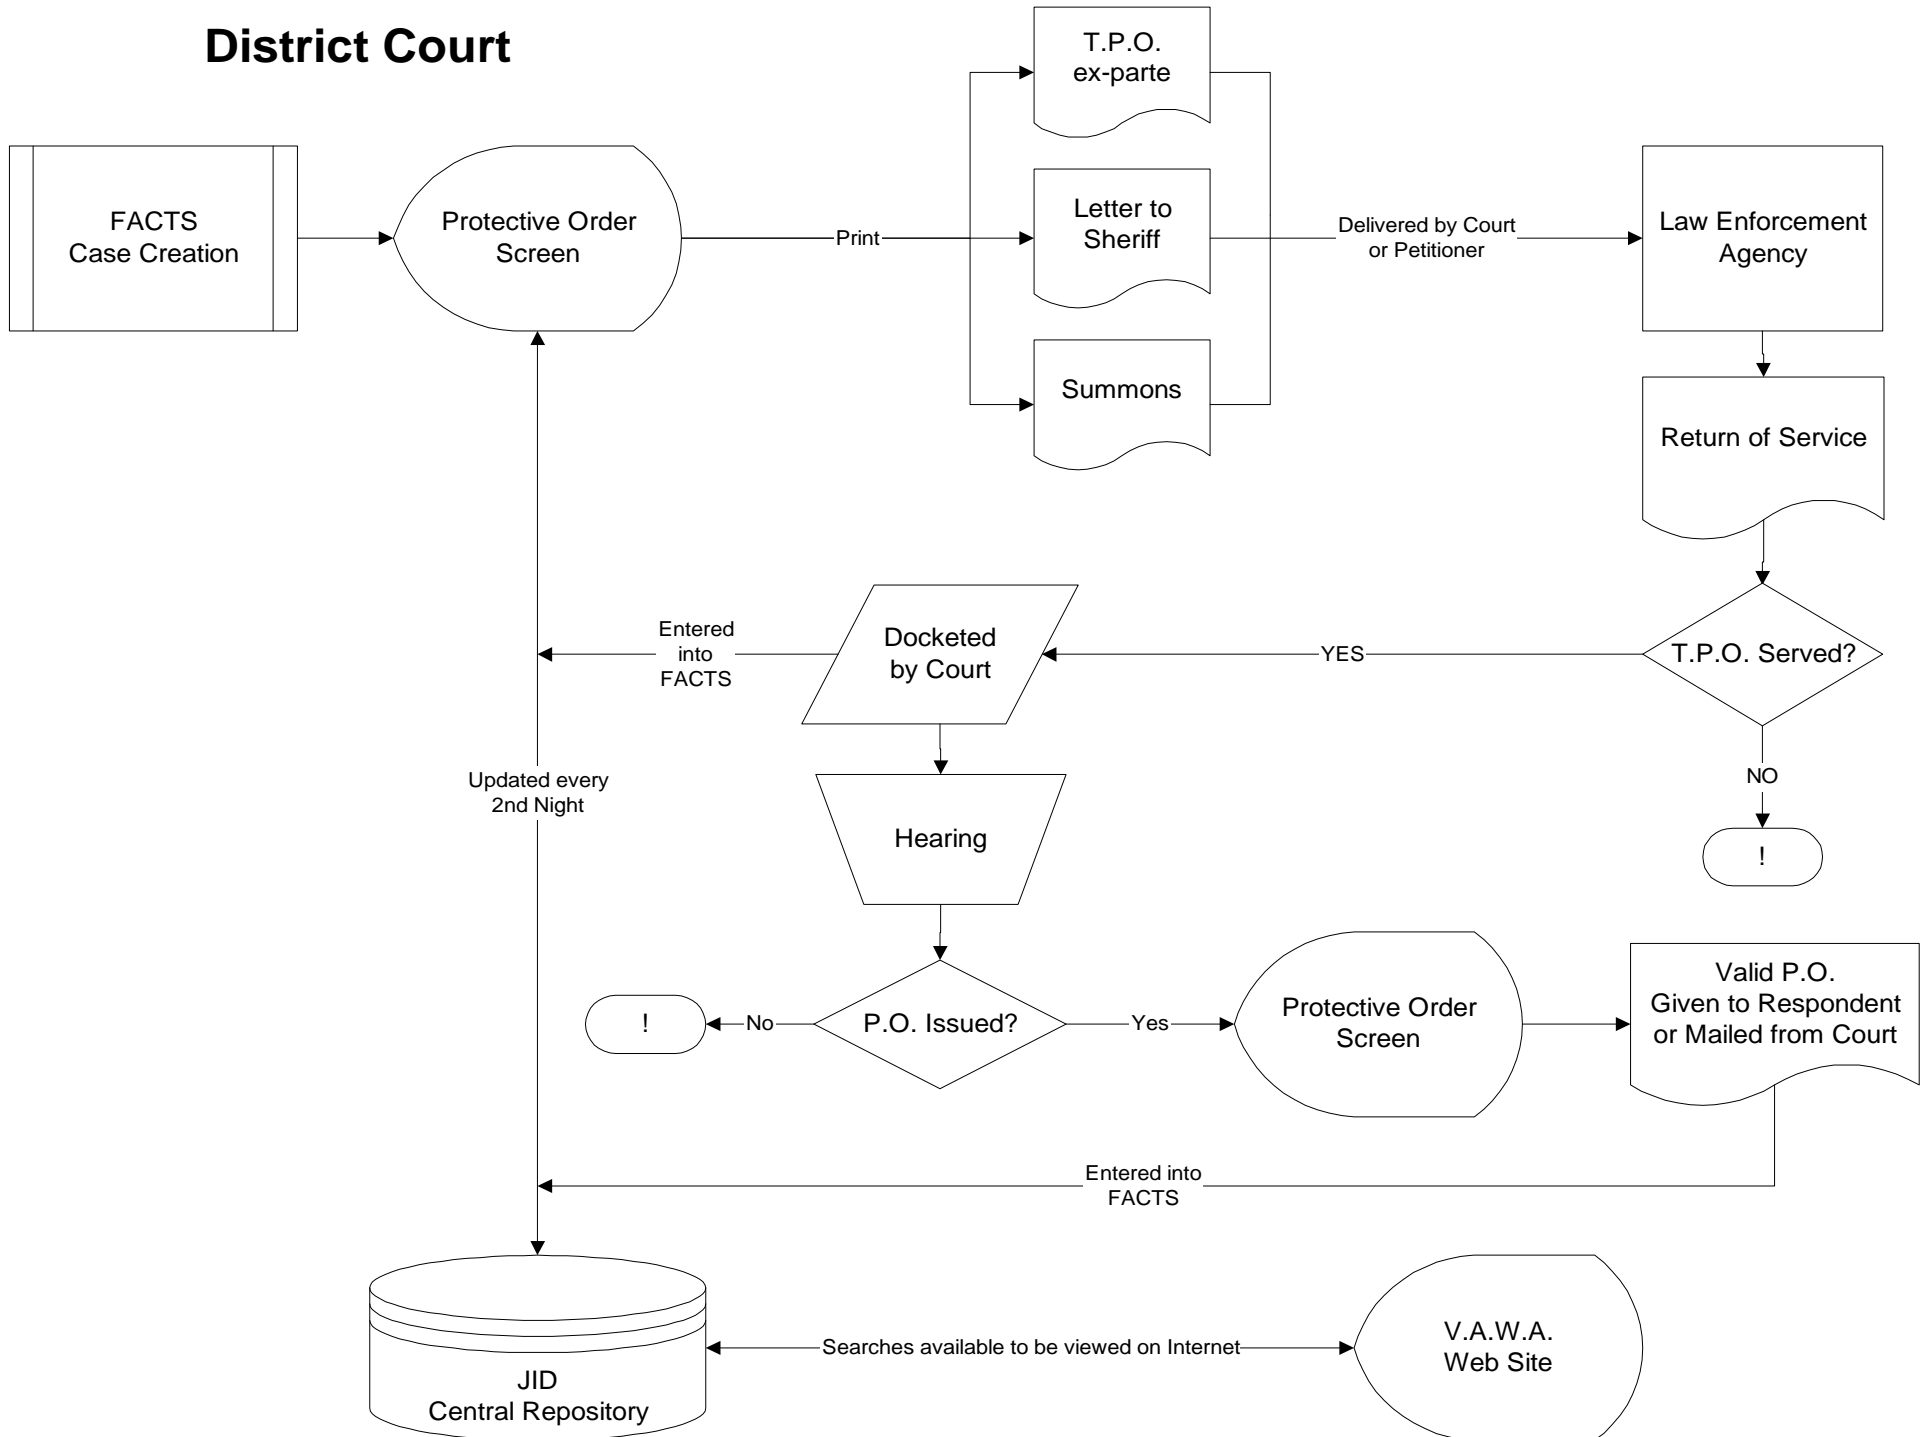 District Court
T.P.O.
ex-parte
FACTS
Case Creation
Protective Order
Screen
Print
Letter to
Sheriff
Delivered by Court
or Petitioner
Law Enforcement
Agency
Summons
Return of Service
T.P.O. Served?
YES
Docketed
by Court
Entered
into
FACTS
NO
!
Updated every
2nd Night
Hearing
P.O. Issued?
No
!
Yes
Protective Order
Screen
Valid P.O.
Given to Respondent
or Mailed from Court
Entered into
FACTS
JID
Central Repository
Searches available to be viewed on Internet
V.A.W.A.
Web Site